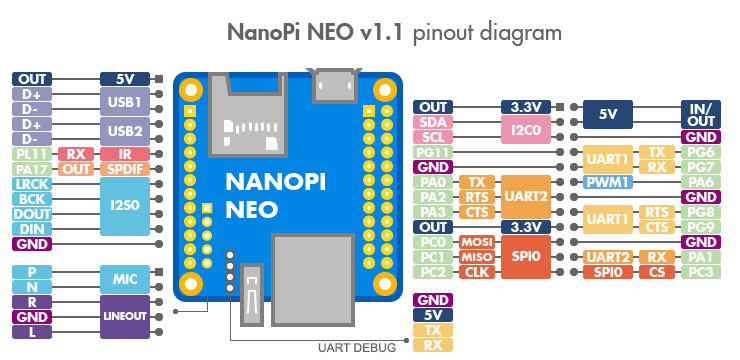 NanoPi NEO v1.1 pinout diagram
OUT 5V
D+ USB1
D-
D+ USB2
D-
PL11 RX IR
PA17 OUT SPDIF
LRCK I2S0
BCK
DOUT
DIN
GND
P MIC
N
R LINEOUT
GND
L
NANOPI
NEO
OUT 3.3V 5V IN/
OUT
SDA I2C0
SCL GND
PG11 UART1 TX PG6
GND RX PG7
PA0 TX UART2 PWM1 PA6
PA2 RTS GND
PA3 CTS UART1 RTS PG8
OUT 3.3V CTS PG9
PC0 MOSI SPI0 GND
PC1 MISO UART2 RX PA1
PC2 CLK SPI0 CS PC3
GND
5V
TX
RX
UART DEBUG